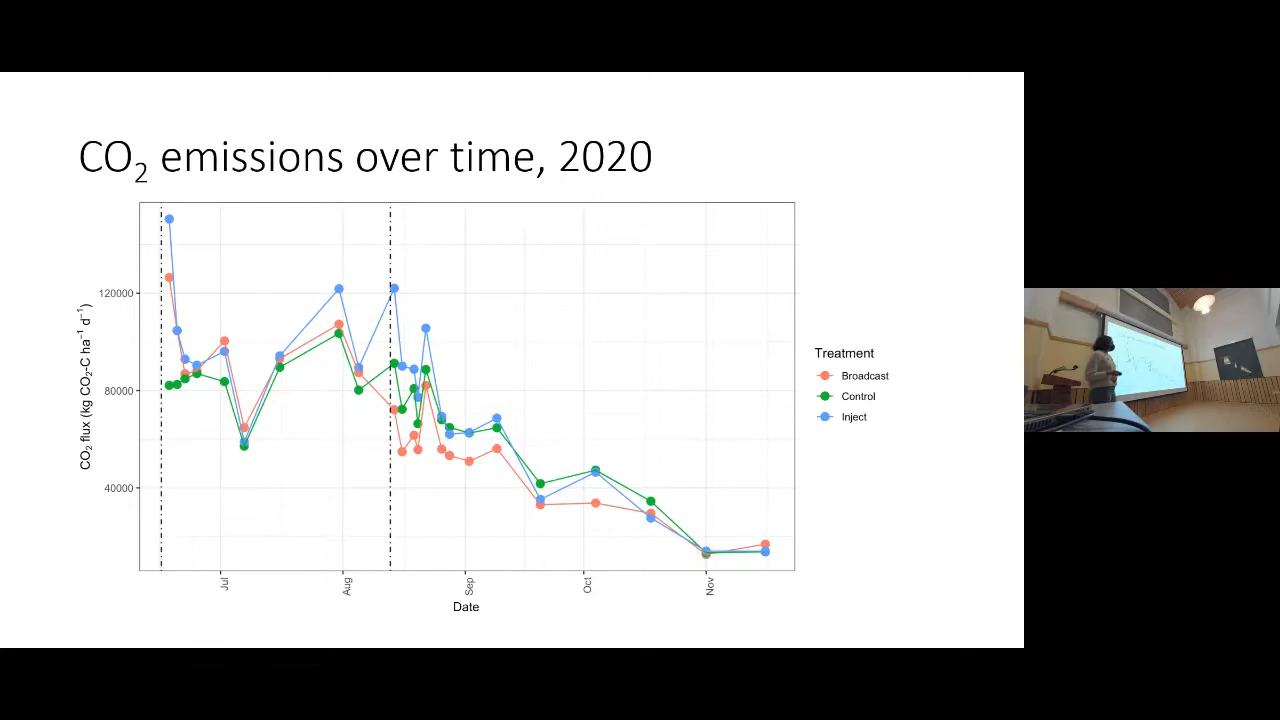 CO₂ emissions over time, 2020
CO₂ flux (kg CO₂-C ha⁻¹ d⁻¹)
120000
80000
40000
Jul
Aug
Sep
Oct
Nov
Date
Treatment
Broadcast
Control
Inject